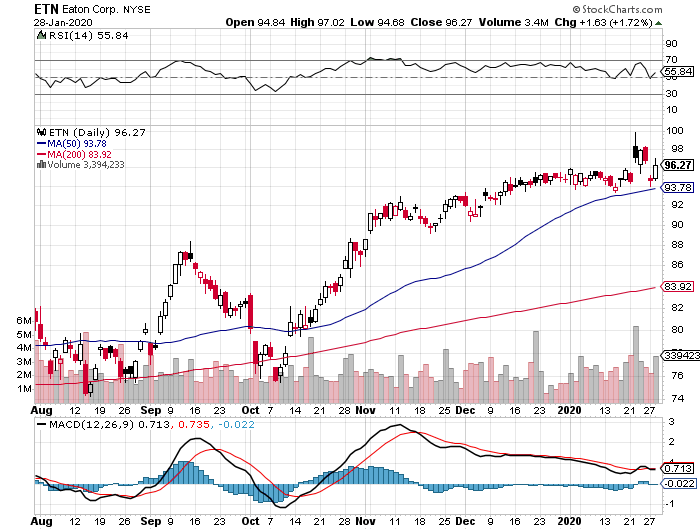 ETN Eaton Corp. NYSE © StockCharts.com
28-Jan-2020 Open 94.84 High 97.02 Low 94.68 Close 96.27 Volume 3.4M Chg +1.63 (+1.72%)
RSI(14) 55.84
90
70
55.84
50
30
10
ETN (Daily) 96.27
MA(50) 93.78
MA(200) 83.92
Volume 3,394,233
100
98
96.27
96
94
93.78
92
90
88
86
84
83.92
82
80
78
76
74
6M
5M
4M
3M
2M
1M
339423
Aug 12 19 26 Sep 9 16 23 Oct 7 14 21 28 Nov 11 18 25 Dec 9 16 23 2020 13 21 27
MACD(12,26,9) 0.713, 0.735, -0.022
3
2
1
0.713
-0.022
-1
Aug 12 19 26 Sep 9 16 23 Oct 7 14 21 28 Nov 11 18 25 Dec 9 16 23 2020 13 21 27